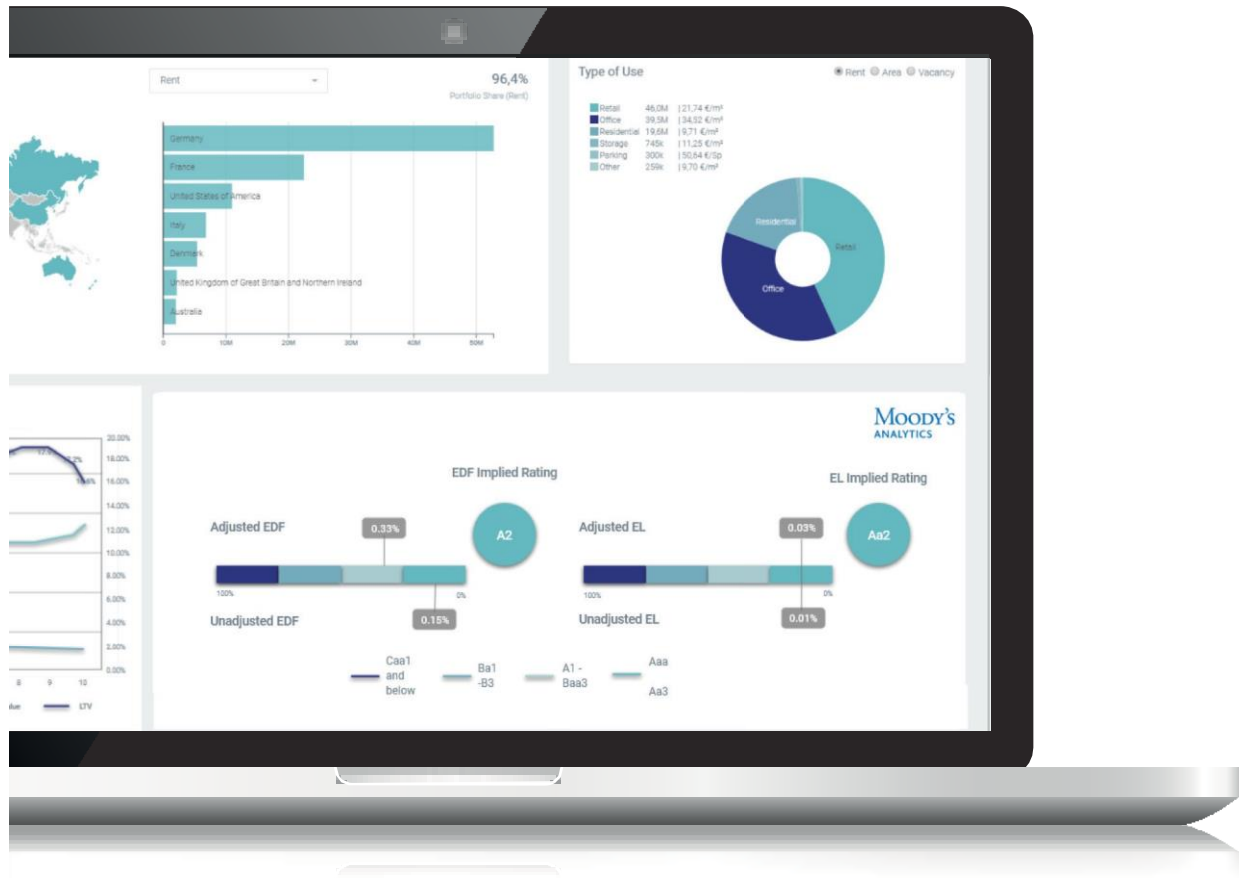 Rent
96,4%
Portfolio Share (Rent)
Germany
France
United States of America
Italy
Denmark
United Kingdom of Great Britain and Northern Ireland
Australia
0 10M 20M 30M 40M 50M
Type of Use
Rent Area Vacancy
Retail 46,0M | 21,74 €/m²
Office 39,5M | 34,52 €/m²
Residential 19,6M | 9,71 €/m²
Storage 745k | 11,25 €/m²
Parking 300k | 50,64 €/Sp
Other 259k | 9,70 €/m²
Residential
Retail
Office
20.00%
18.00%
16.00%
14.00%
12.00%
10.00%
8.00%
6.00%
4.00%
2.00%
0.00%
8 9 10
LTV
MOODY'S
ANALYTICS
EDF Implied Rating
A2
Adjusted EDF
0.33%
100% 0%
Unadjusted EDF
0.15%
EL Implied Rating
Aa2
Adjusted EL
0.03%
100% 0%
Unadjusted EL
0.01%
Caa1
and
below
Ba1
-B3
A1 -
Baa3
Aaa
Aa3